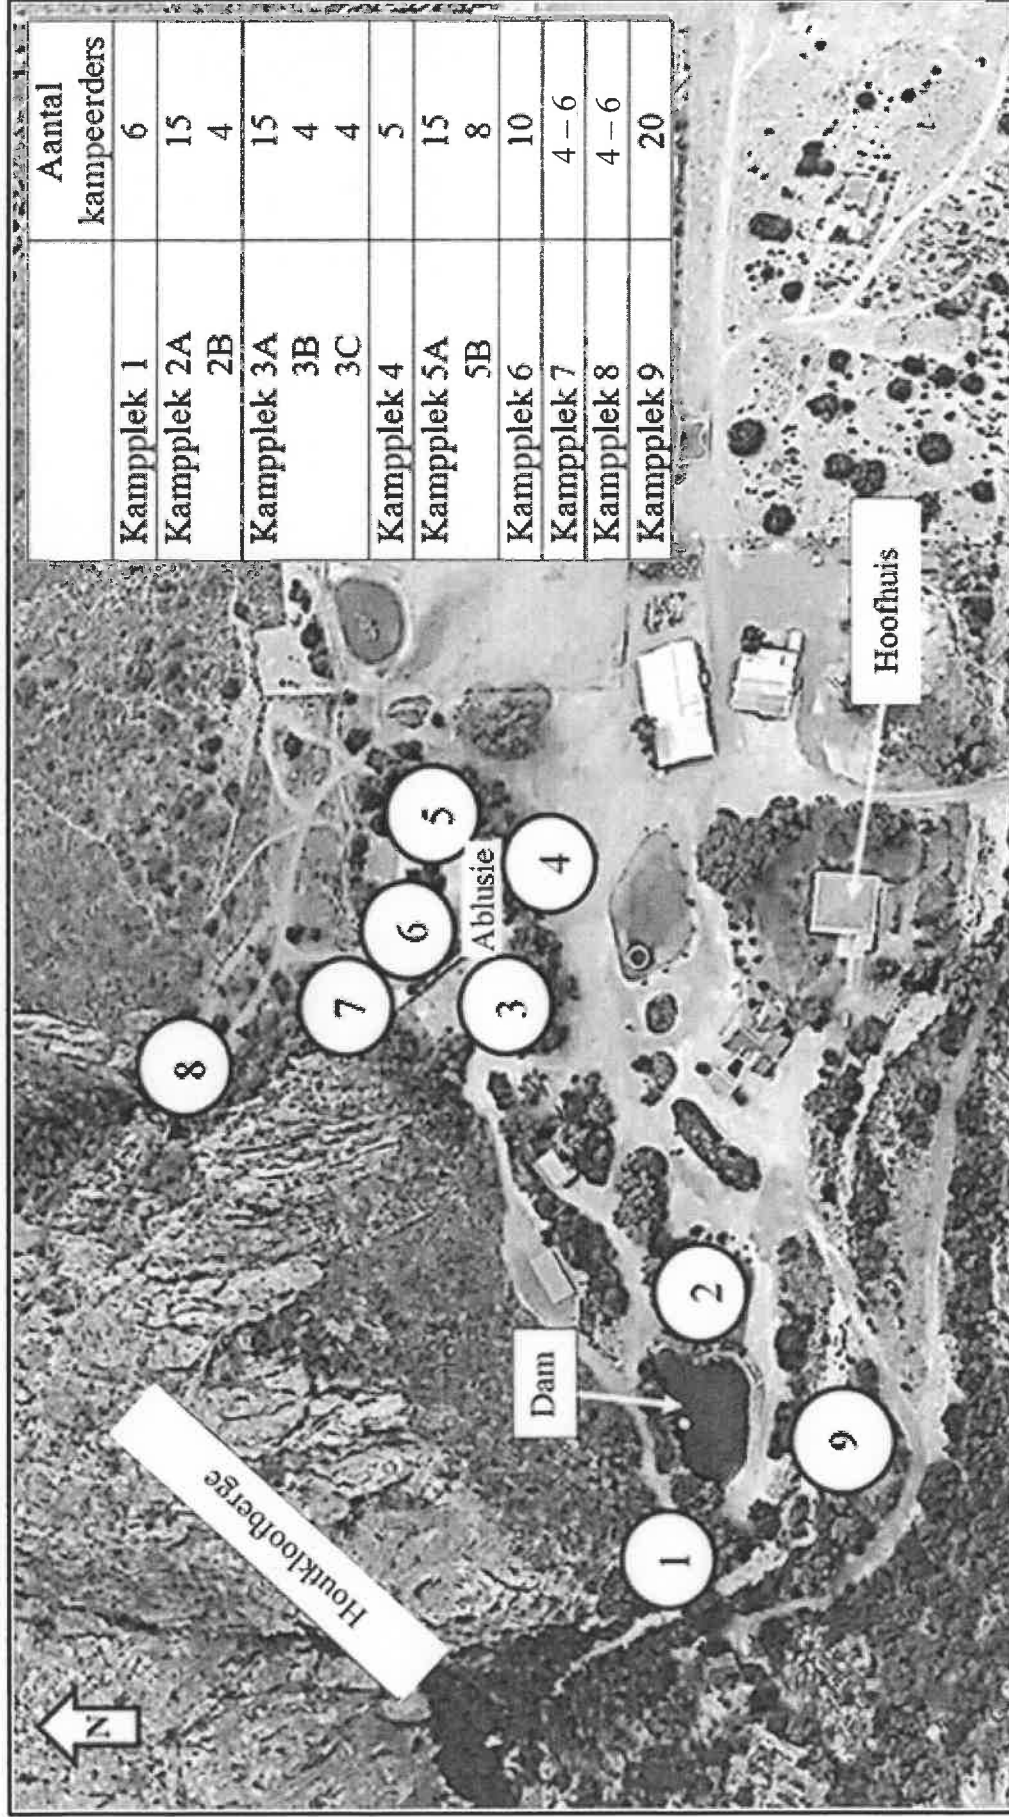 N
Houtkloofberge
Dam
Ablusie
Hoofhuis
1
2
3
4
5
6
7
8
9
Aantal
kampeerders
Kampplek 1 6
Kampplek 2A 15
2B 4
Kampplek 3A 15
3B 4
3C 4
Kampplek 4 5
Kampplek 5A 15
5B 8
Kampplek 6 10
Kampplek 7 4 – 6
Kampplek 8 4 – 6
Kampplek 9 20